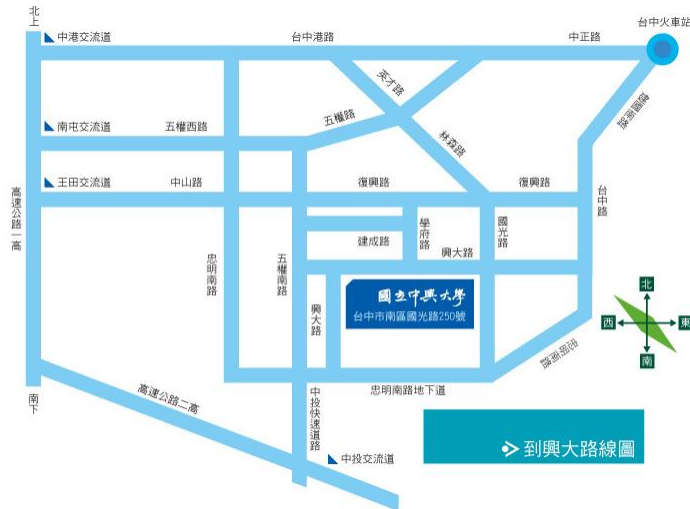 北上
台中火車站
中港交流道
台中港路
中正路
英才路
建國南路
南屯交流道
五權西路
五權路
林森路
王田交流道
中山路
復興路
復興路
台中路
高速公路一高
學府路
國光路
建成路
興大路
忠明南路
五權南路
興大路
國立中興大學
台中市南區國光路250號
北
西
東
南
忠明南路
忠明南路地下道
南下
高速公路二高
中投快速道路
中投交流道
到興大路線圖